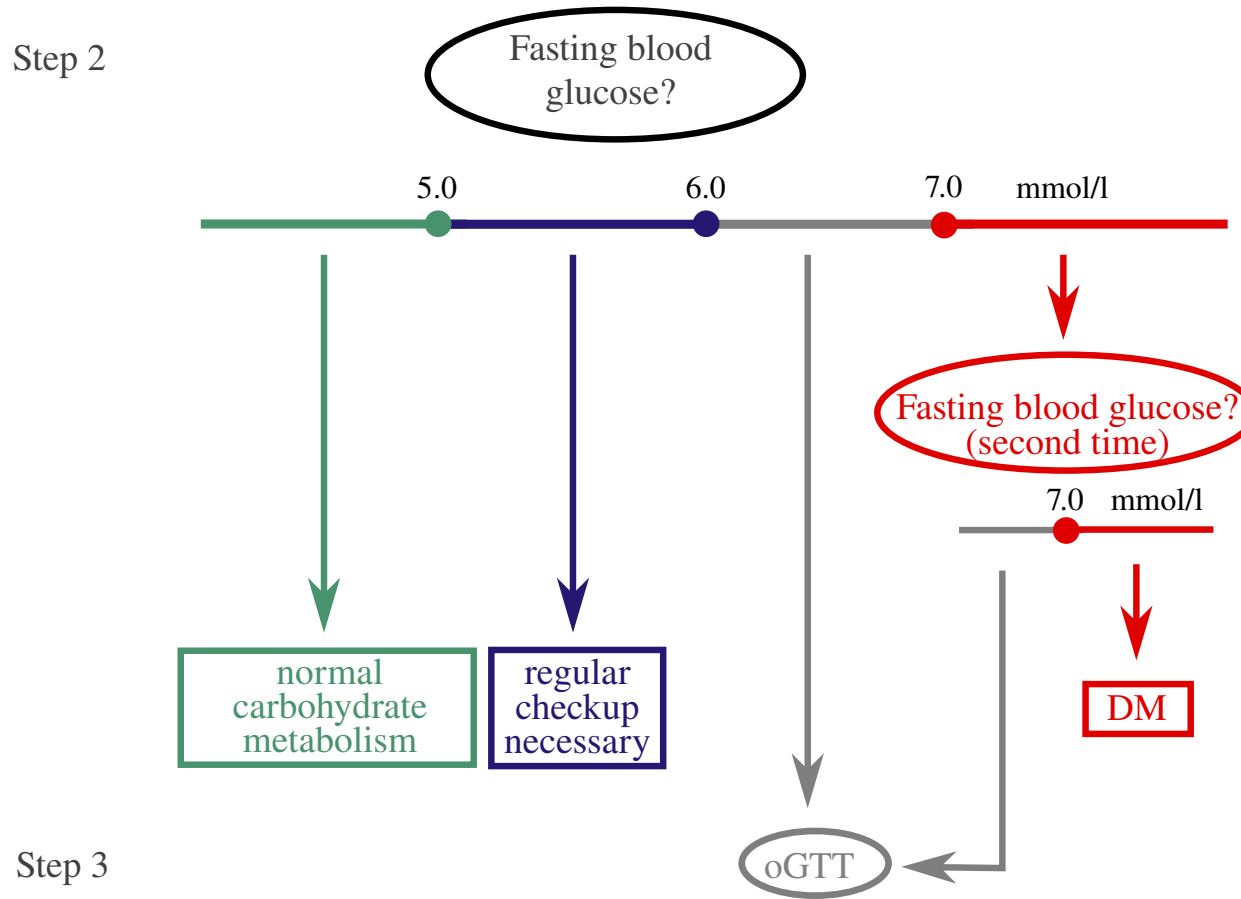 Step 2
Fasting blood
glucose?
5.0
6.0
7.0
mmol/l
Fasting blood glucose?
(second time)
7.0
mmol/l
normal
carbohydrate
metabolism
regular
checkup
necessary
DM
Step 3
oGTT